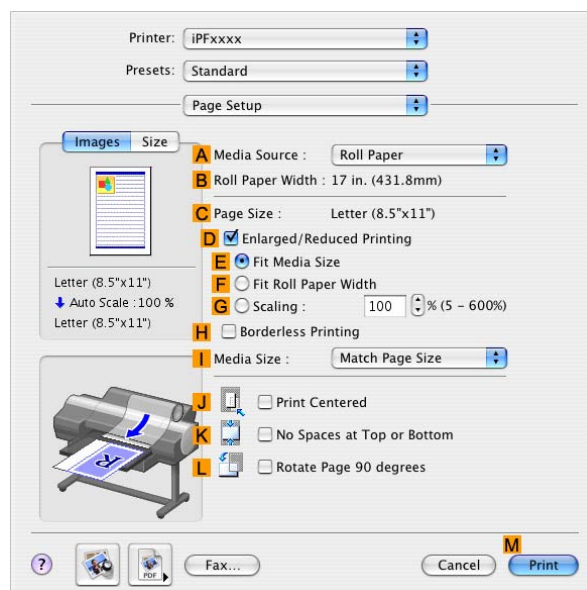 Printer: iPFxxxx
Presets: Standard
Page Setup
Images Size
A Media Source : Roll Paper
B Roll Paper Width : 17 in. (431.8mm)
C Page Size : Letter (8.5"x11")
D Enlarged/Reduced Printing
E Fit Media Size
F Fit Roll Paper Width
G Scaling : 100 % (5 - 600%)
H Borderless Printing
I Media Size : Match Page Size
Letter (8.5"x11")
Auto Scale :100 %
Letter (8.5"x11")
J Print Centered
K No Spaces at Top or Bottom
L Rotate Page 90 degrees
R
M
? PDF Fax... Cancel Print